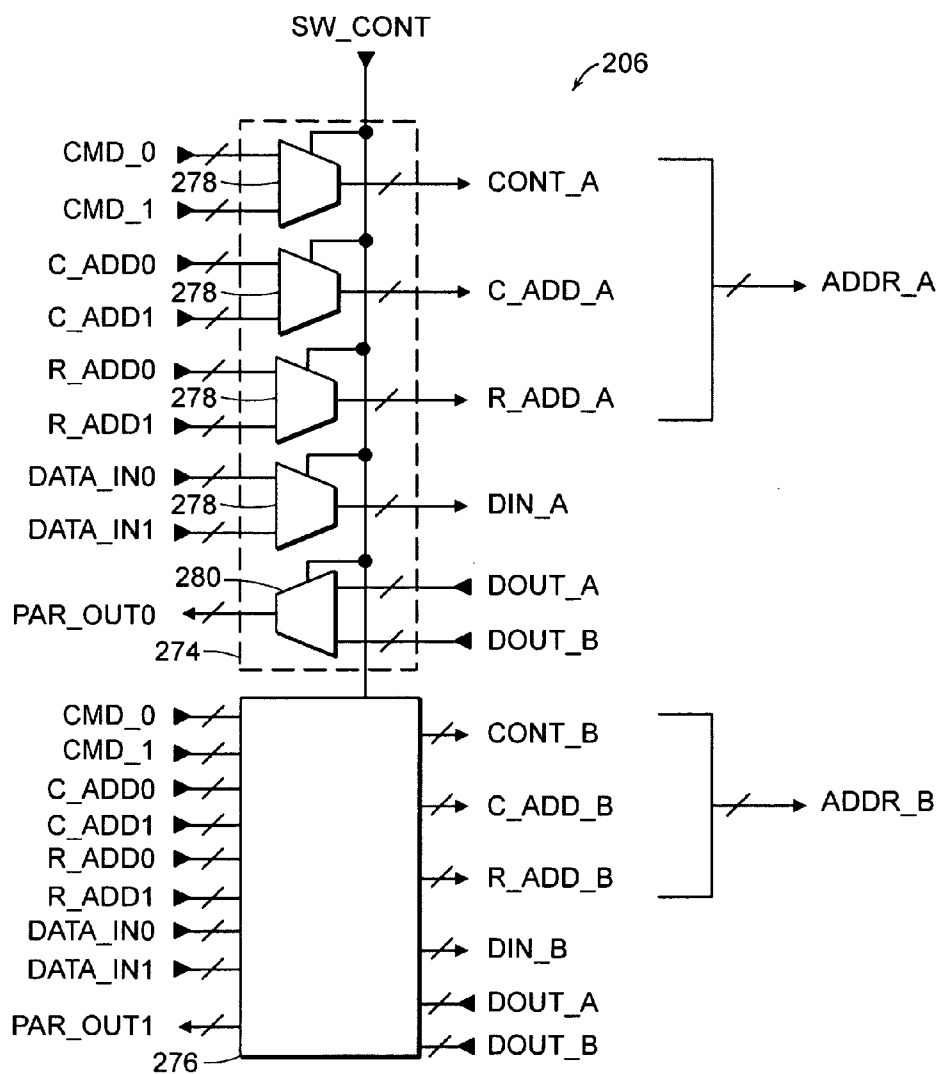 SW_CONT
206
CMD_0
278
CMD_1
CONT_A
C_ADD0
278
C_ADD1
C_ADD_A
ADDR_A
R_ADD0
278
R_ADD1
R_ADD_A
DATA_IN0
278
DATA_IN1
DIN_A
280
DOUT_A
PAR_OUT0
DOUT_B
274
CMD_0
CMD_1
C_ADD0
C_ADD1
R_ADD0
R_ADD1
DATA_IN0
DATA_IN1
PAR_OUT1
276
CONT_B
C_ADD_B
R_ADD_B
ADDR_B
DIN_B
DOUT_A
DOUT_B